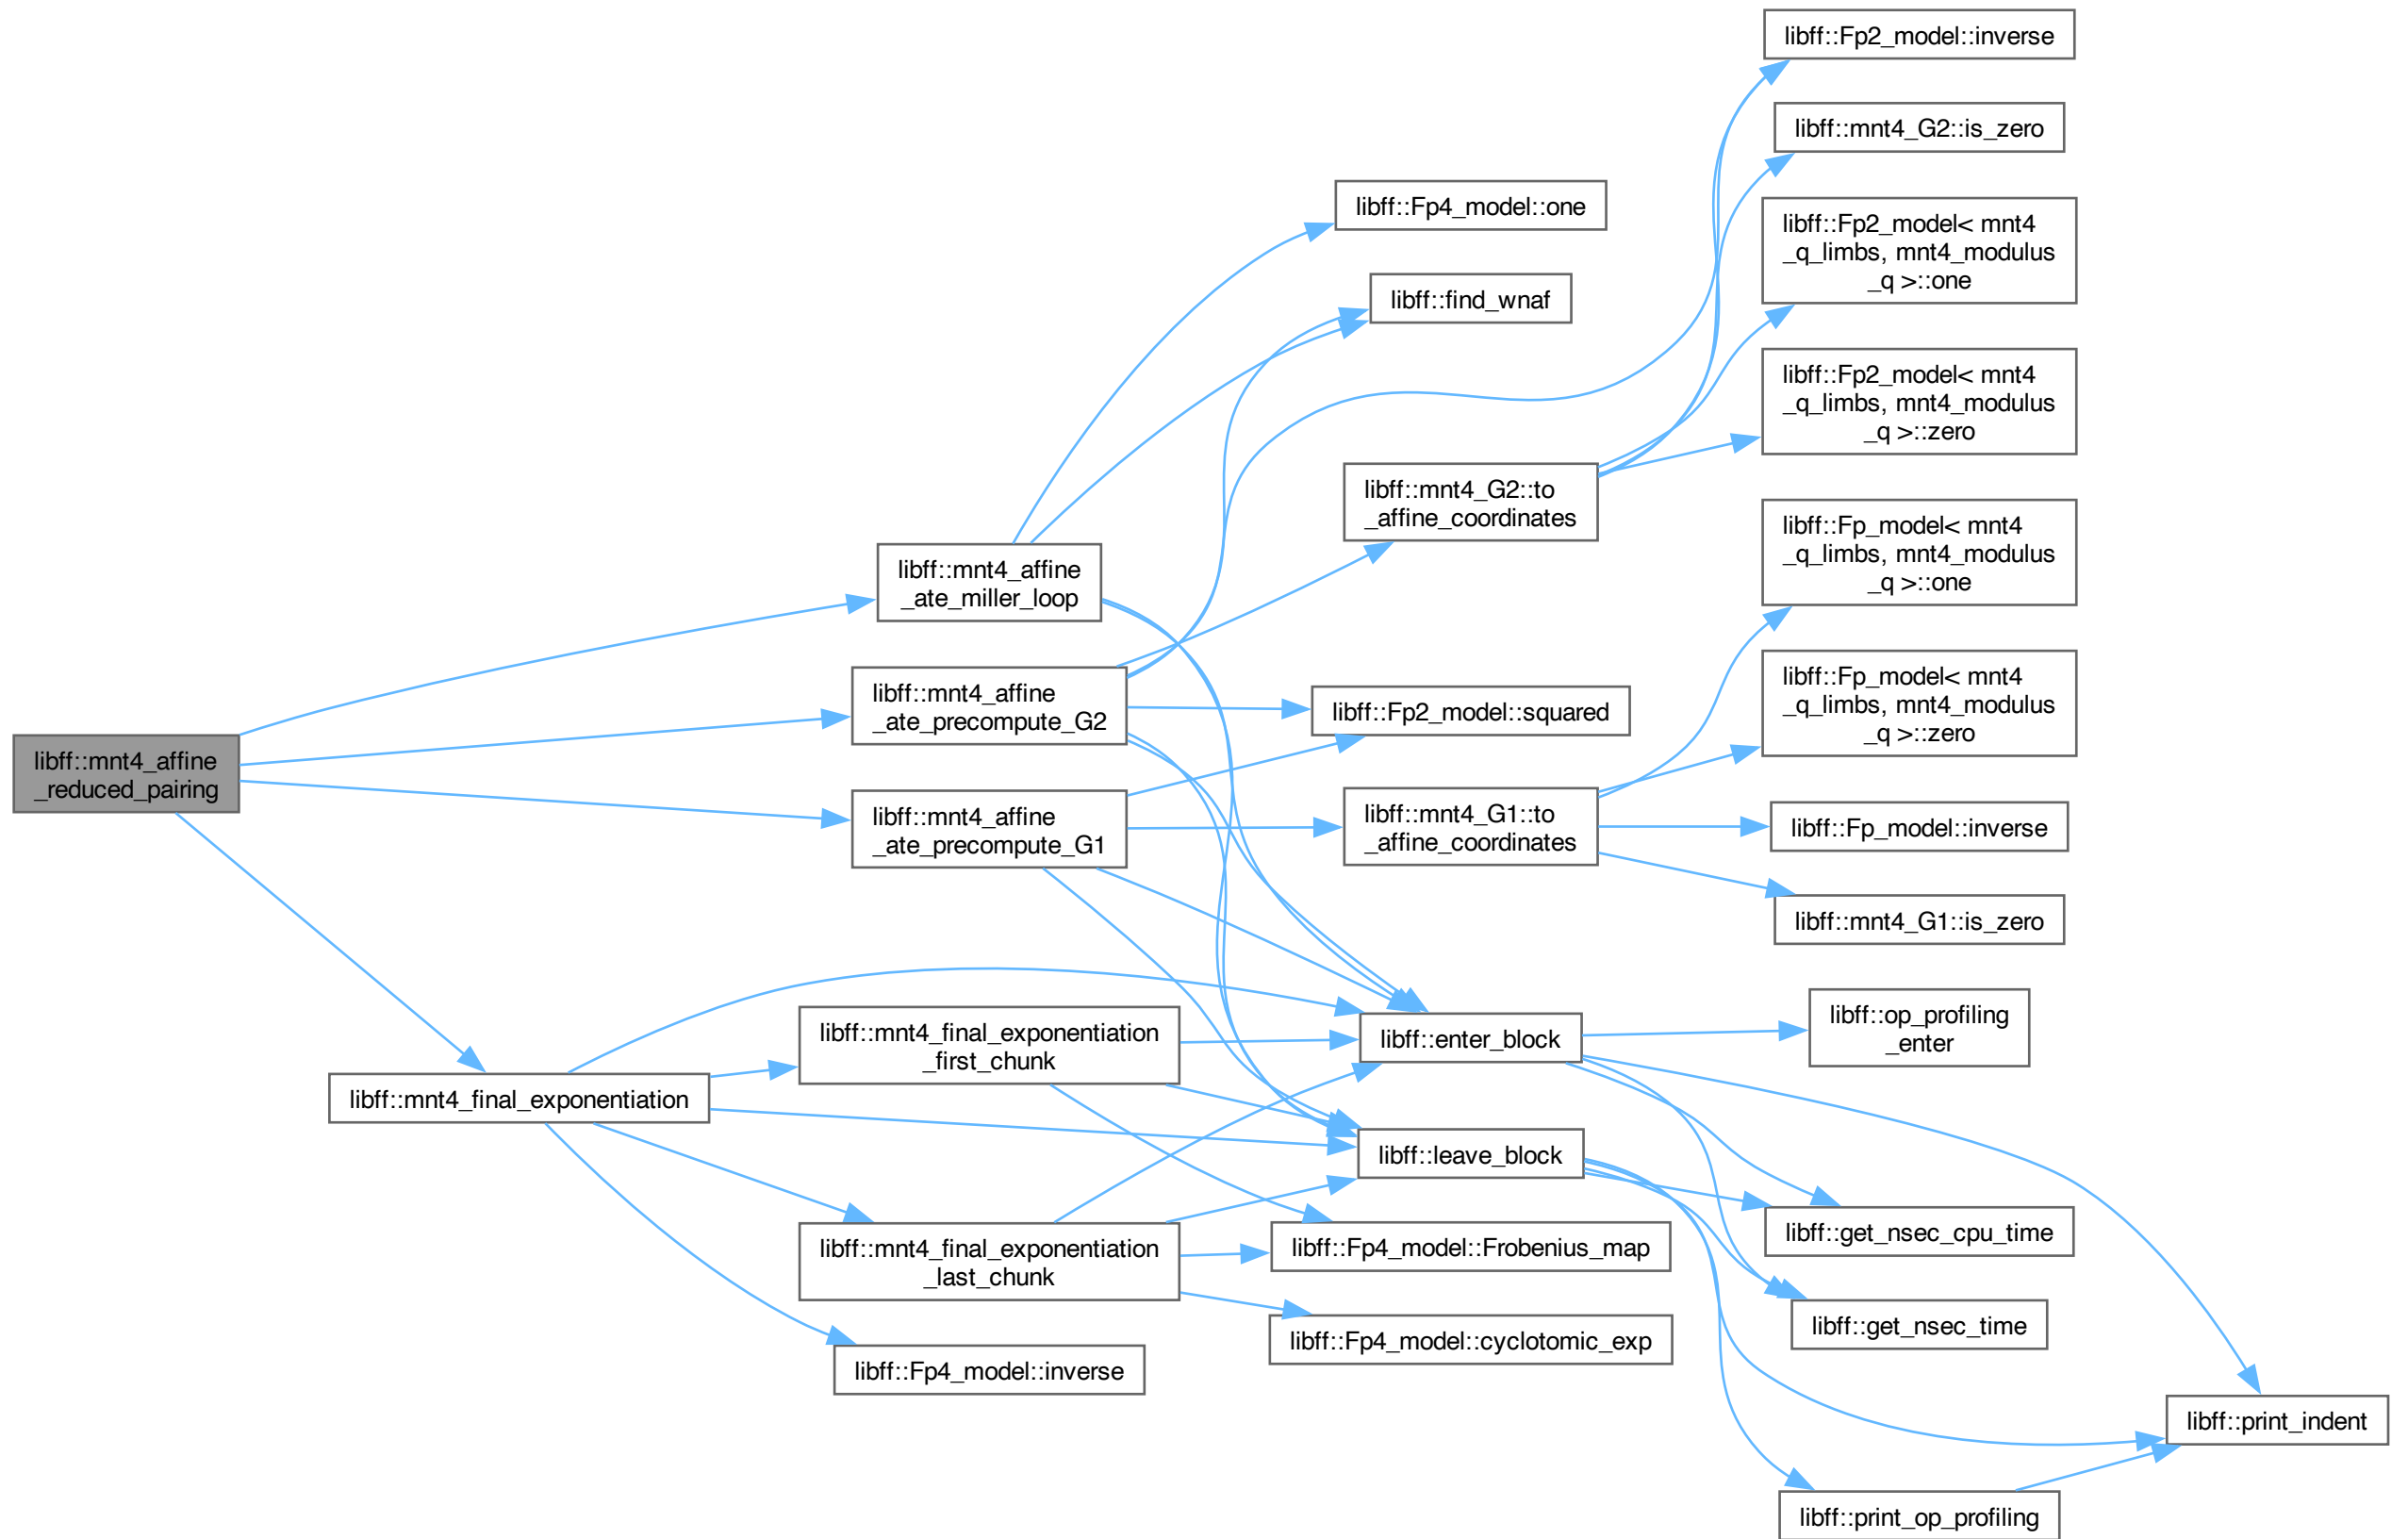 libff::mnt4_affine
_reduced_pairing
libff::mnt4_affine
_ate_miller_loop
libff::mnt4_affine
_ate_precompute_G2
libff::mnt4_affine
_ate_precompute_G1
libff::mnt4_final_exponentiation
libff::mnt4_final_exponentiation
_first_chunk
libff::mnt4_final_exponentiation
_last_chunk
libff::Fp4_model::inverse
libff::Fp4_model::one
libff::find_wnaf
libff::mnt4_G2::to
_affine_coordinates
libff::Fp2_model::squared
libff::mnt4_G1::to
_affine_coordinates
libff::enter_block
libff::leave_block
libff::Fp4_model::Frobenius_map
libff::Fp4_model::cyclotomic_exp
libff::Fp2_model::inverse
libff::mnt4_G2::is_zero
libff::Fp2_model< mnt4
_q_limbs, mnt4_modulus
_q >::one
libff::Fp2_model< mnt4
_q_limbs, mnt4_modulus
_q >::zero
libff::Fp_model< mnt4
_q_limbs, mnt4_modulus
_q >::one
libff::Fp_model< mnt4
_q_limbs, mnt4_modulus
_q >::zero
libff::Fp_model::inverse
libff::mnt4_G1::is_zero
libff::op_profiling
_enter
libff::get_nsec_cpu_time
libff::get_nsec_time
libff::print_indent
libff::print_op_profiling